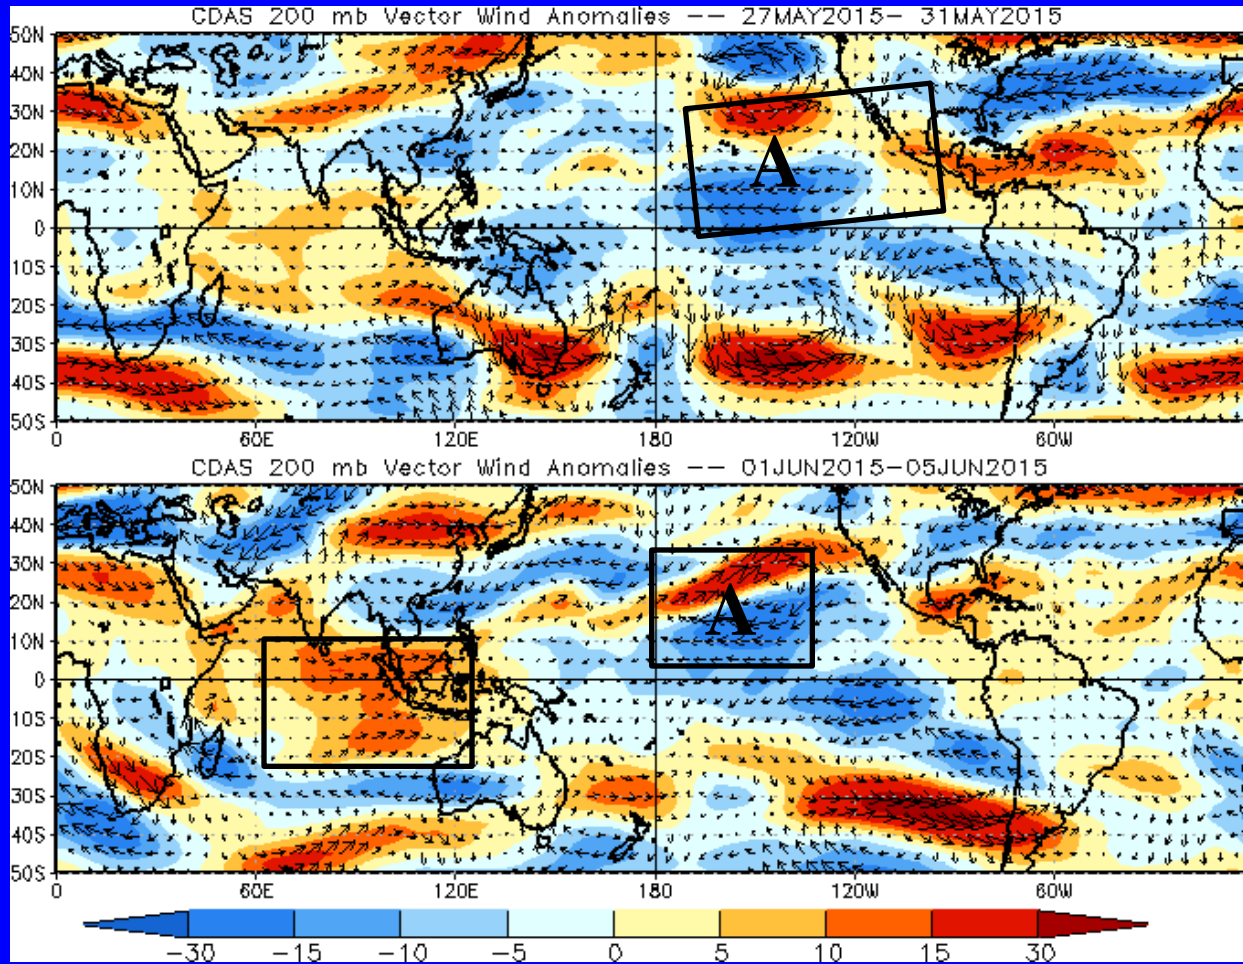 CDAS 200 mb Vector Wind Anomalies -- 27MAY2015- 31MAY2015
50N
40N
30N
20N
10N
0
10S
20S
30S
40S
50S
A
0 60E 120E 180 120W 60W
CDAS 200 mb Vector Wind Anomalies -- 01JUN2015-05JUN2015
50N
40N
30N
20N
10N
0
10S
20S
30S
40S
50S
A
0 60E 120E 180 120W 60W
-30 -15 -10 -5 0 5 10 15 30